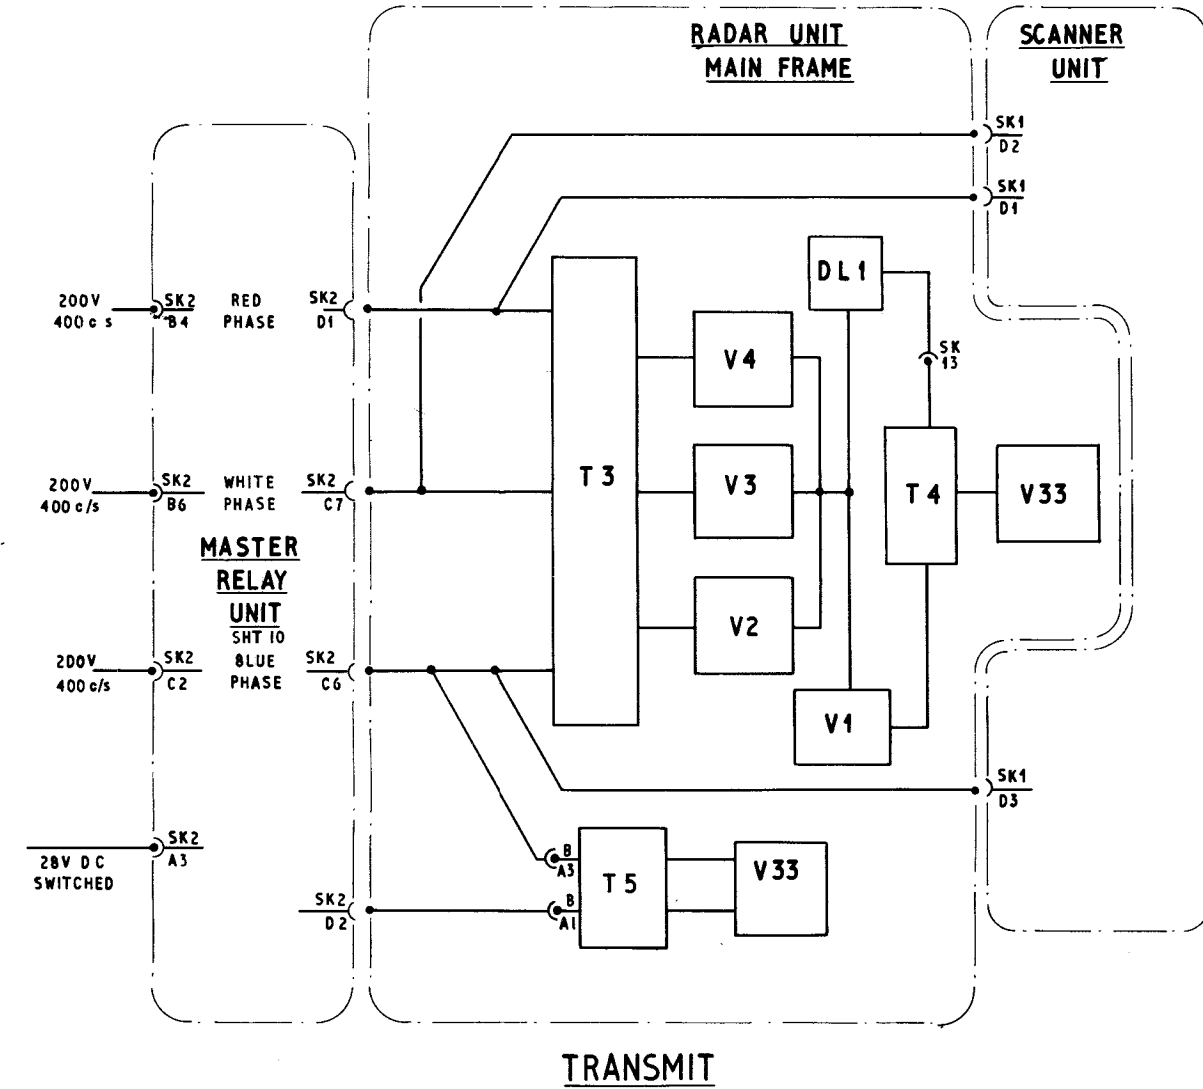 RADAR UNIT
MAIN FRAME
SCANNER
UNIT
SK1
D2
SK1
D1
DL1
200V
400 c s
SK2
B4
RED
PHASE
SK2
D1
SK
13
V4
200V
400 c/s
SK2
B6
WHITE
PHASE
SK2
C7
T3
V3
T4
V33
MASTER
RELAY
UNIT
SHT 10
V2
200V
400 c/s
SK2
C2
BLUE
PHASE
SK2
C6
V1
SK1
D3
28V DC
SWITCHED
SK2
A3
B
A3
T5
V33
SK2
D2
B
A1
TRANSMIT